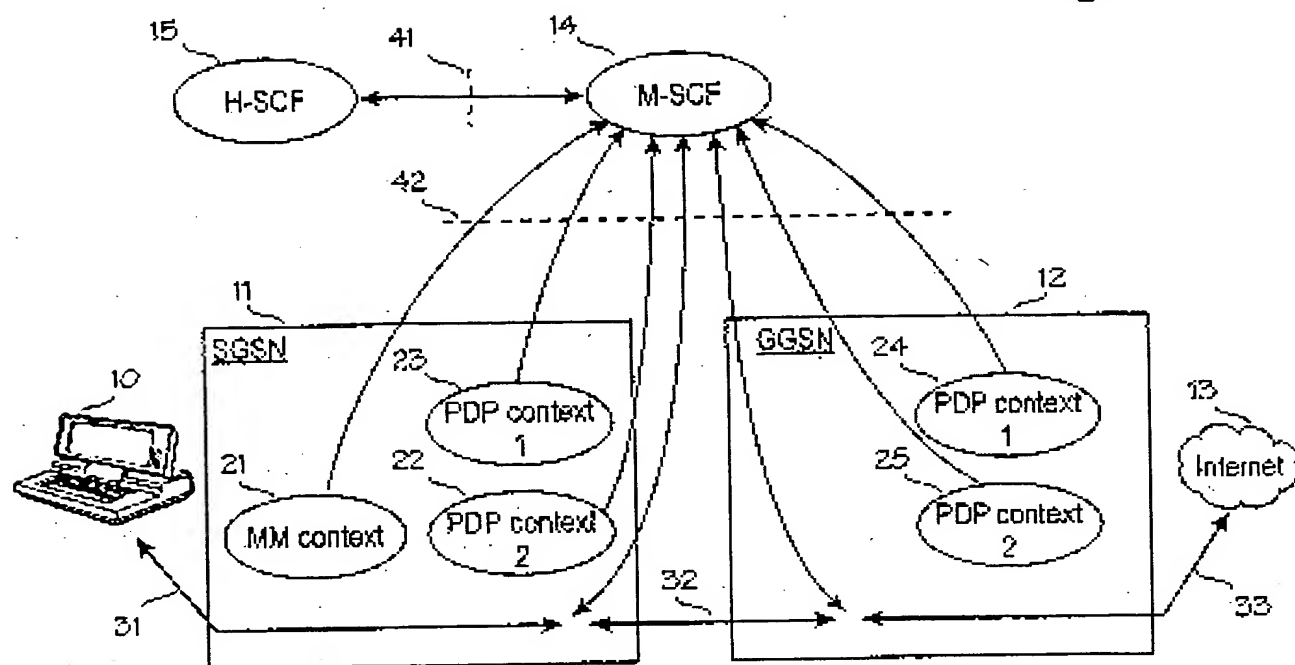 15
41
14
H-SCF
M-SCF
42
11
12
SGSN
GGSN
10
23
24
13
PDP context
1
PDP context
1
Internet
21
22
25
MM context
PDP context
2
PDP context
2
31
32
33